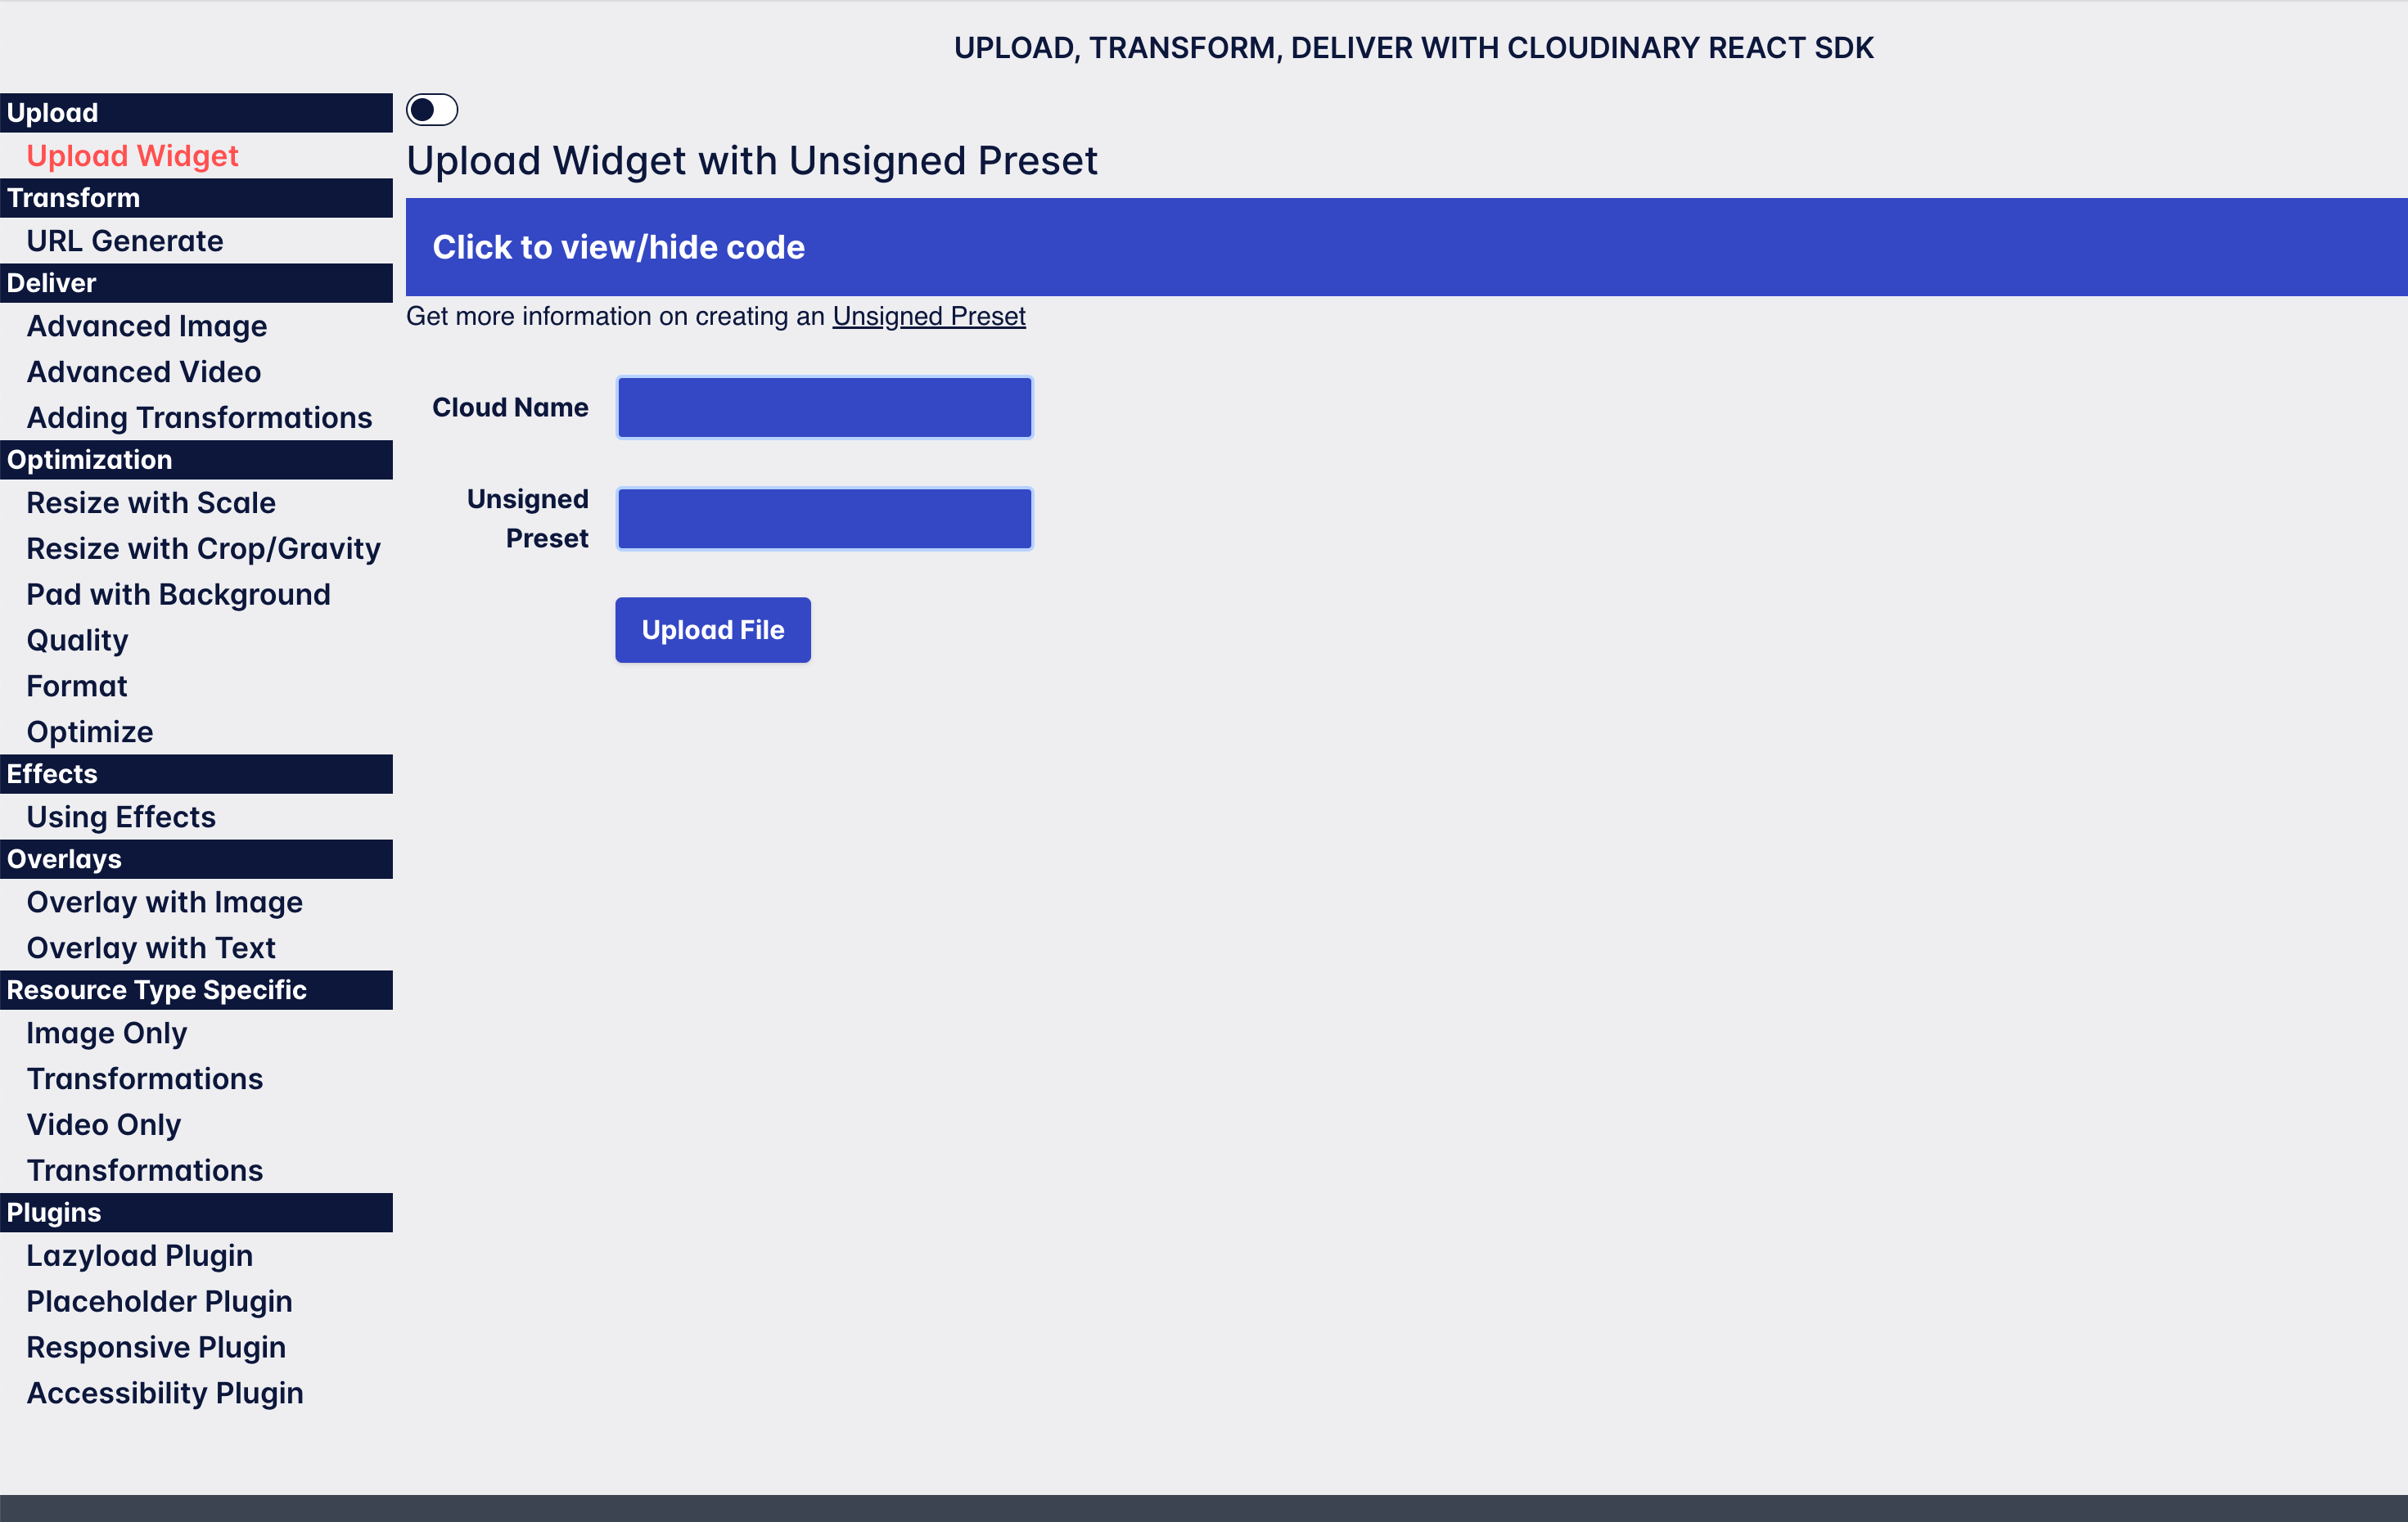 UPLOAD, TRANSFORM, DELIVER WITH CLOUDINARY REACT SDK
Upload
Upload Widget
Transform
URL Generate
Deliver
Advanced Image
Advanced Video
Adding Transformations
Optimization
Resize with Scale
Resize with Crop/Gravity
Pad with Background
Quality
Format
Optimize
Effects
Using Effects
Overlays
Overlay with Image
Overlay with Text
Resource Type Specific
Image Only
Transformations
Video Only
Transformations
Plugins
Lazyload Plugin
Placeholder Plugin
Responsive Plugin
Accessibility Plugin
Upload Widget with Unsigned Preset
Click to view/hide code
Get more information on creating an Unsigned Preset
Cloud Name
Unsigned
Preset
Upload File